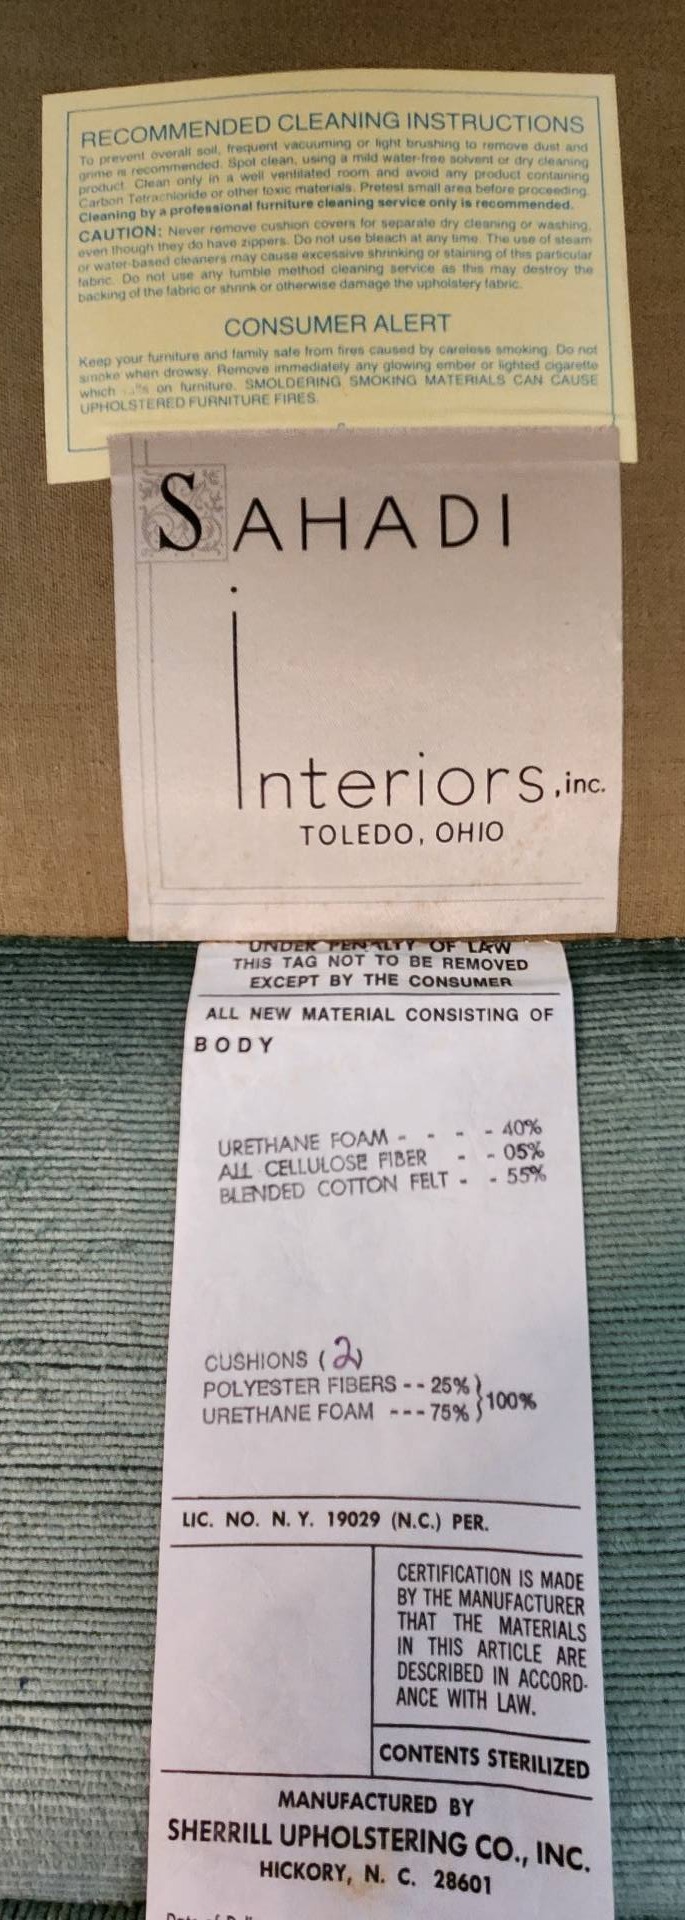 RECOMMENDED CLEANING INSTRUCTIONS
To prevent overall soil, frequent vacuuming or light brushing to remove dust and
grime is recommended. Spot clean, using a mild water-free solvent or dry cleaning
product. Clean only in a well ventilated room and avoid any product containing
Carbon Tetrachloride or other toxic materials. Pretest small area before proceeding.
Cleaning by a professional furniture cleaning service only is recommended.
CAUTION: Never remove cushion covers for separate dry cleaning or washing,
even though they do have zippers. Do not use bleach at any time. The use of steam
or water-based cleaners may cause excessive shrinking or staining of this particular
fabric. Do not use any tumble method cleaning service as this may destroy the
backing of the fabric or shrink or otherwise damage the upholstery fabric.
CONSUMER ALERT
Keep your furniture and family safe from fires caused by careless smoking. Do not
smoke when drowsy. Remove immediately any glowing ember or lighted cigarette
which on furniture. SMOLDERING SMOKING MATERIALS CAN CAUSE
UPHOLSTERED FURNITURE FIRES.
SAHADI
interiors, inc.
TOLEDO, OHIO
UNDER PENALTY OF LAW
THIS TAG NOT TO BE REMOVED
EXCEPT BY THE CONSUMER
ALL NEW MATERIAL CONSISTING OF
BODY
URETHANE FOAM - - - - 40%
ALL CELLULOSE FIBER - - 05%
BLENDED COTTON FELT - - 55%
CUSHIONS (2)
POLYESTER FIBERS - - 25% } 100%
URETHANE FOAM - - - 75%
LIC. NO. N. Y. 19029 (N.C.) PER.
CERTIFICATION IS MADE
BY THE MANUFACTURER
THAT THE MATERIALS
IN THIS ARTICLE ARE
DESCRIBED IN ACCORD-
ANCE WITH LAW.
CONTENTS STERILIZED
MANUFACTURED BY
SHERRILL UPHOLSTERING CO., INC.
HICKORY, N. C. 28601